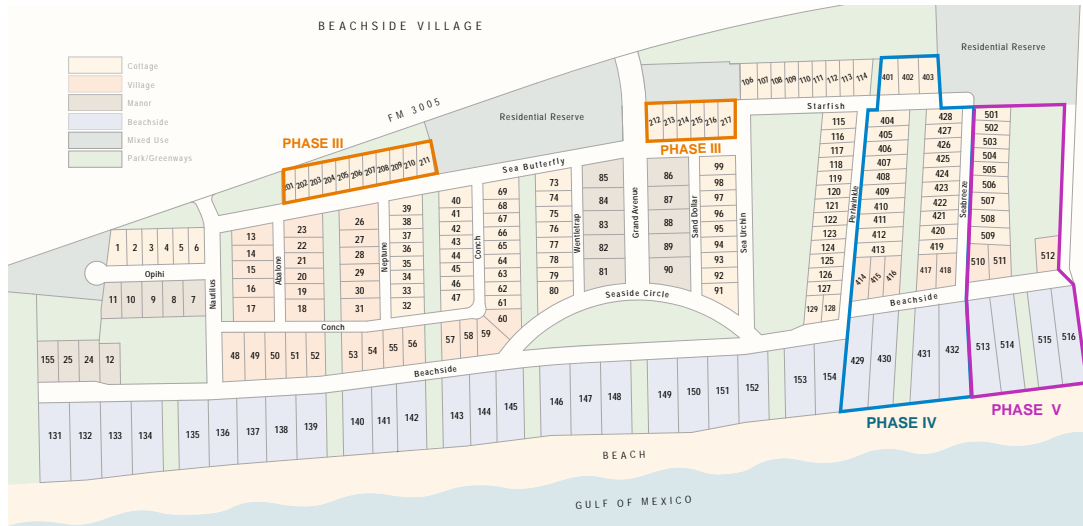 BEACHSIDE VILLAGE
Cottage
Village
Manor
Beachside
Mixed Use
Park/Greenways
FM 3005
Residential Reserve
Residential Reserve
PHASE III
201 202 203 204 205 206 207 208 209 210 211
212 213 214 215 216 217
PHASE III
106 107 108 109 110 111 112 113 114
401 402 403
Starfish
Sea Butterfly
1 2 3 4 5 6
Opihi
11 10 9 8 7
155 25 24 12
Nautilus
13
14
15
16
17
Abalone
23
22
21
20
19
18
26
27
28
29
30
31
Neptune
39
38
37
36
35
34
33
32
40
41
42
43
44
45
46
47
Conch
69
68
67
66
65
64
63
62
61
60
73
74
75
76
77
78
79
80
Wentletrap
85
84
83
82
81
Grand Avenue
86
87
88
89
90
Sand Dollar
99
98
97
96
95
94
93
92
91
Sea Urchin
Seaside Circle
115
116
117
118
119
120
121
122
123
124
125
126
127
129 128
Periwinkle
404
405
406
407
408
409
410
411
412
413
414 415 416
428
427
426
425
424
423
422
421
420
419
417 418
Seabreeze
501
502
503
504
505
506
507
508
509
510 511 512
Conch
48 49 50 51 52 53 54 55 56 57 58 59
Beachside
Beachside
131 132 133 134 135 136 137 138 139 140 141 142 143 144 145 146 147 148 149 150 151 152 153 154 429 430 431 432 513 514 515 516
PHASE IV
PHASE V
BEACH
GULF OF MEXICO